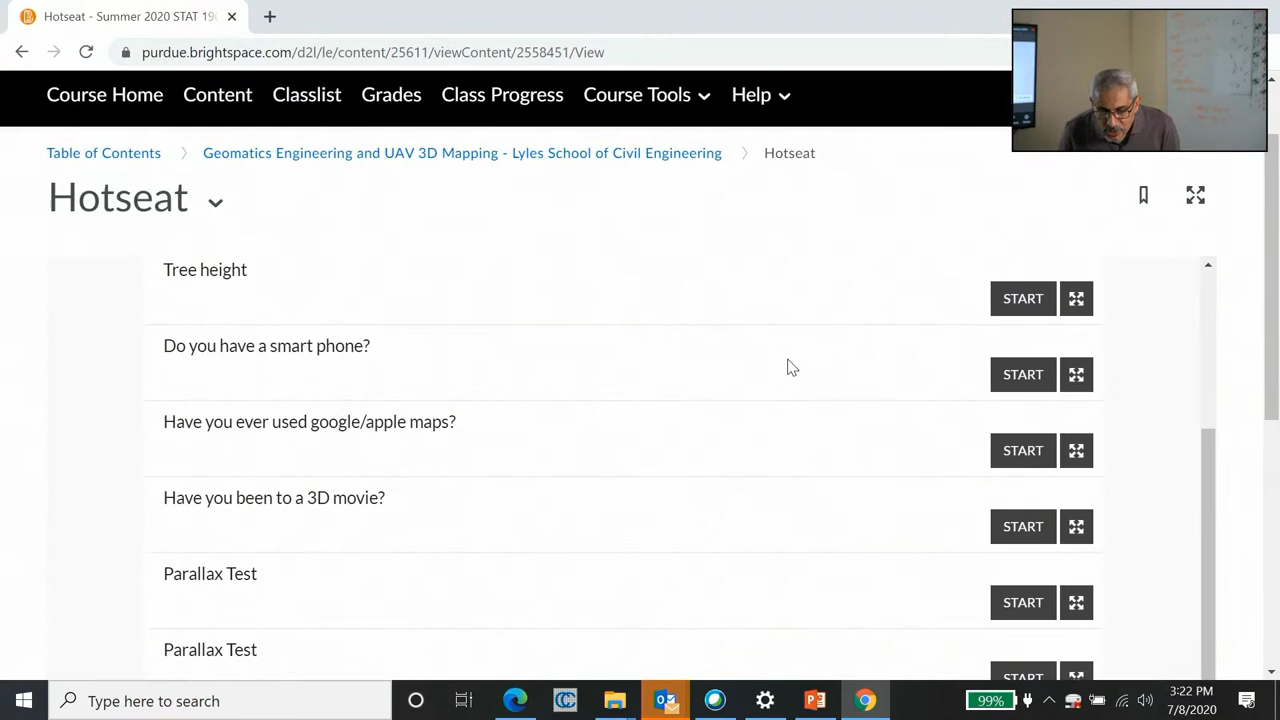 Hotseat - Summer 2020 STAT 190
purdue.brightspace.com/d2l/le/content/25611/viewContent/2558451/View
Course Home Content Classlist Grades Class Progress Course Tools Help
Table of Contents Geomatics Engineering and UAV 3D Mapping - Lyles School of Civil Engineering Hotseat
Hotseat
Tree height
START
Do you have a smart phone?
START
Have you ever used google/apple maps?
START
Have you been to a 3D movie?
START
Parallax Test
START
Parallax Test
START
Type here to search
99%
3:22 PM
7/8/2020